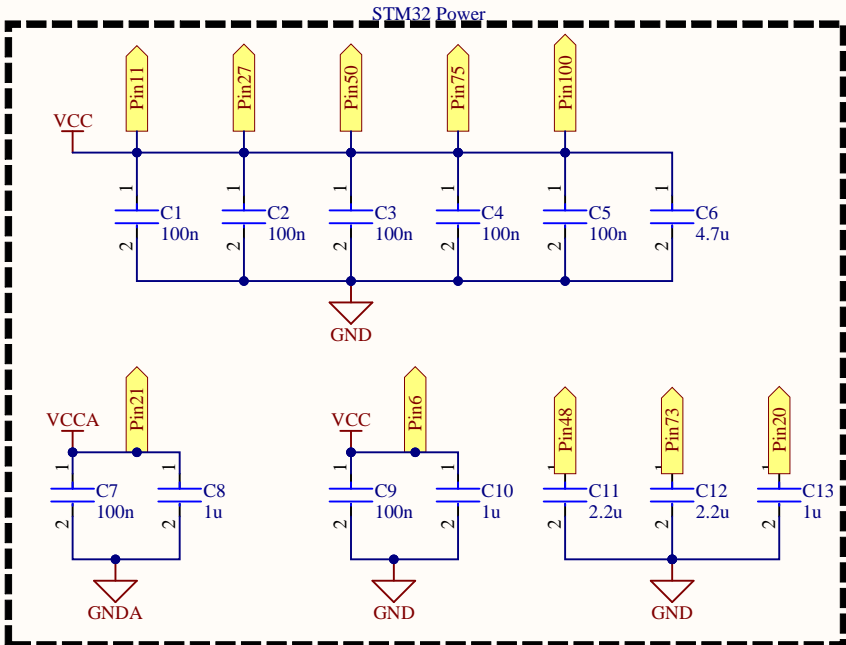 STM32 Power
Pin11
Pin27
Pin50
Pin75
Pin100
VCC
1
1
1
1
1
1
C1
C2
C3
C4
C5
C6
100n
100n
100n
100n
100n
4.7u
2
2
2
2
2
2
GND
Pin21
Pin6
Pin48
Pin73
Pin20
VCCA
VCC
1
1
1
1
1
1
1
C7
C8
C9
C10
C11
C12
C13
100n
1u
100n
1u
2.2u
2.2u
1u
2
2
2
2
2
2
2
GNDA
GND
GND